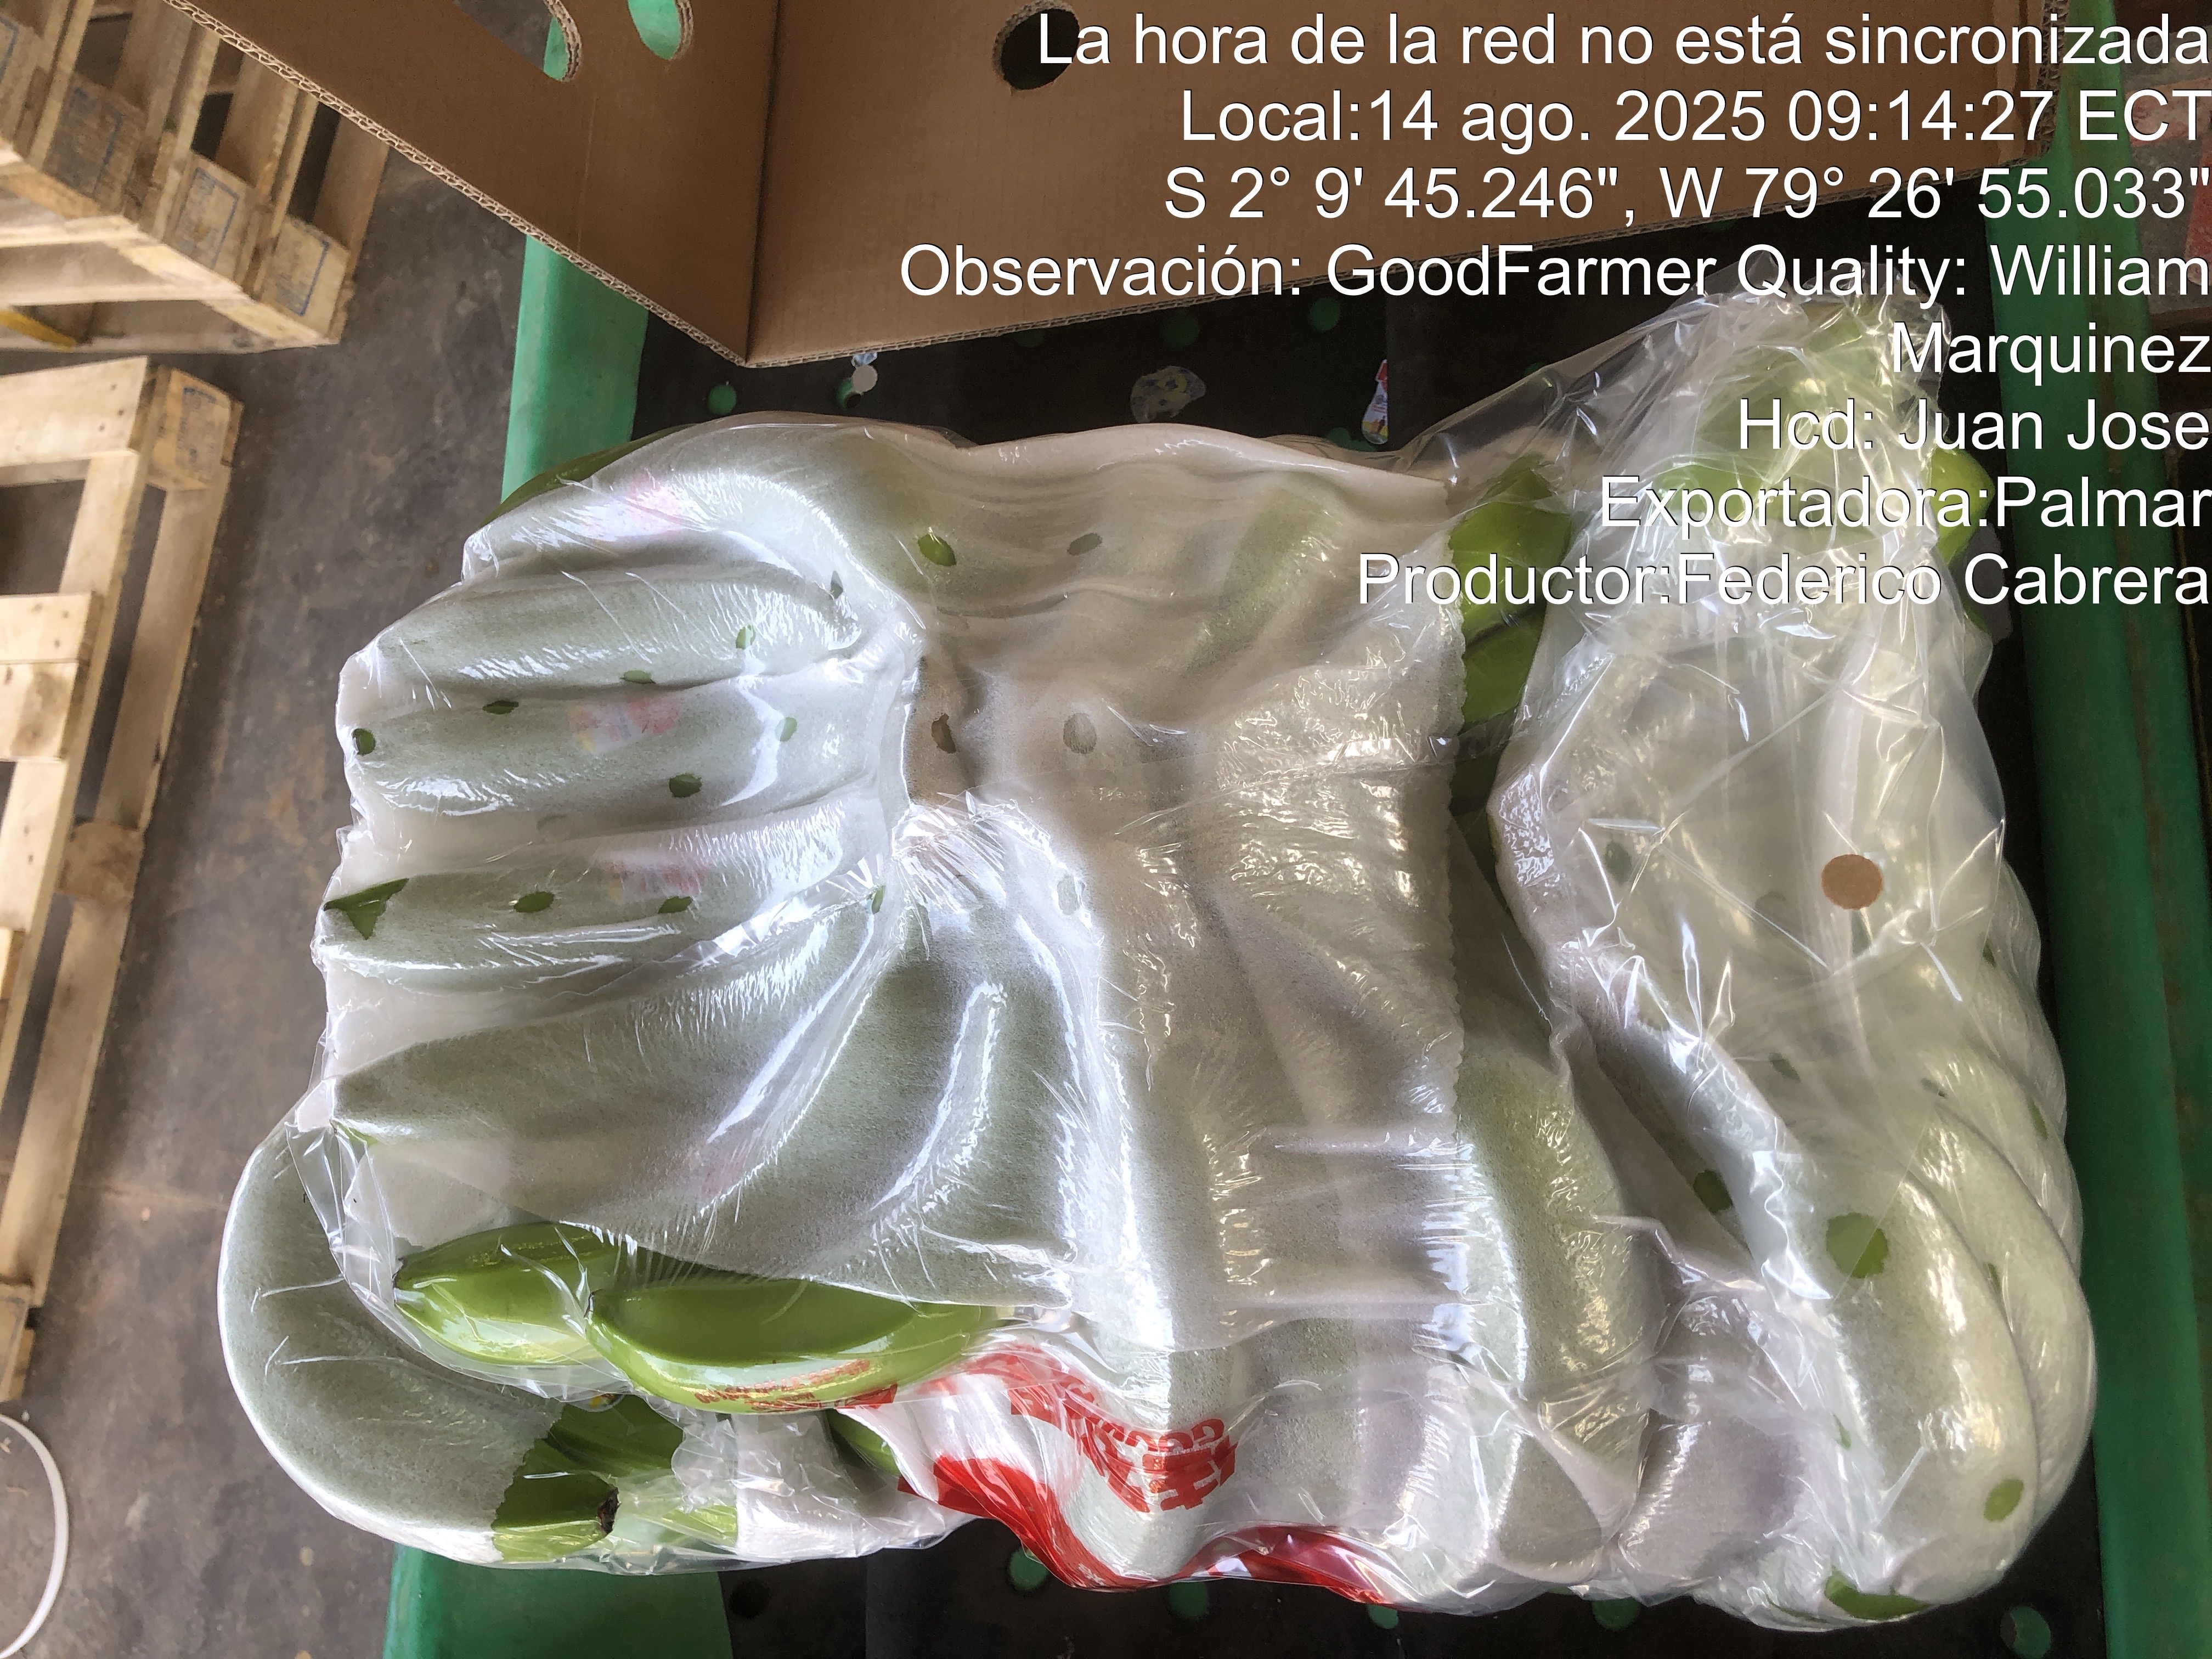 La hora de la red no está sincronizada
Local:14 ago. 2025 09:14:27 ECT
S 2° 9' 45.246", W 79° 26' 55.033"
Observación: GoodFarmer Quality: William
Marquinez
Hcd: Juan Jose
Exportadora:Palmar
Productor:Federico Cabrera